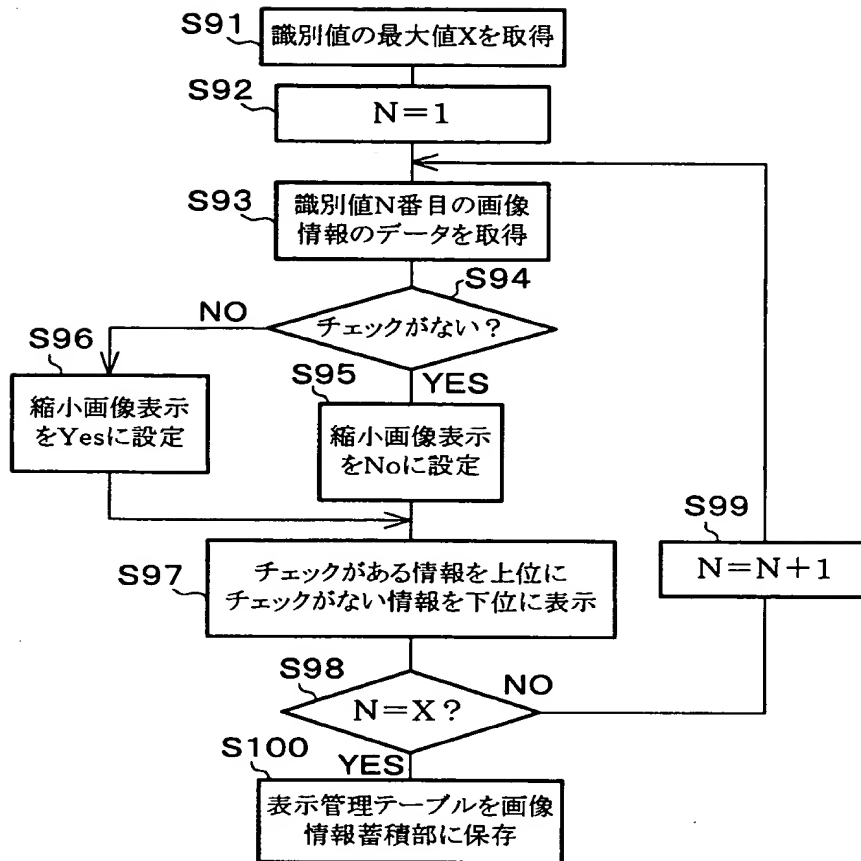 S91
識別値の最大値Xを取得
S92
N=1
S93
識別値N番目の画像
情報のデータを取得
S94
チェックがない?
NO
YES
S96
縮小画像表示
をYesに設定
S95
縮小画像表示
をNoに設定
S97
チェックがある情報を上位に
チェックがない情報を下位に表示
S99
N=N+1
S98
N=X?
NO
YES
S100
表示管理テーブルを画像
情報蓄積部に保存